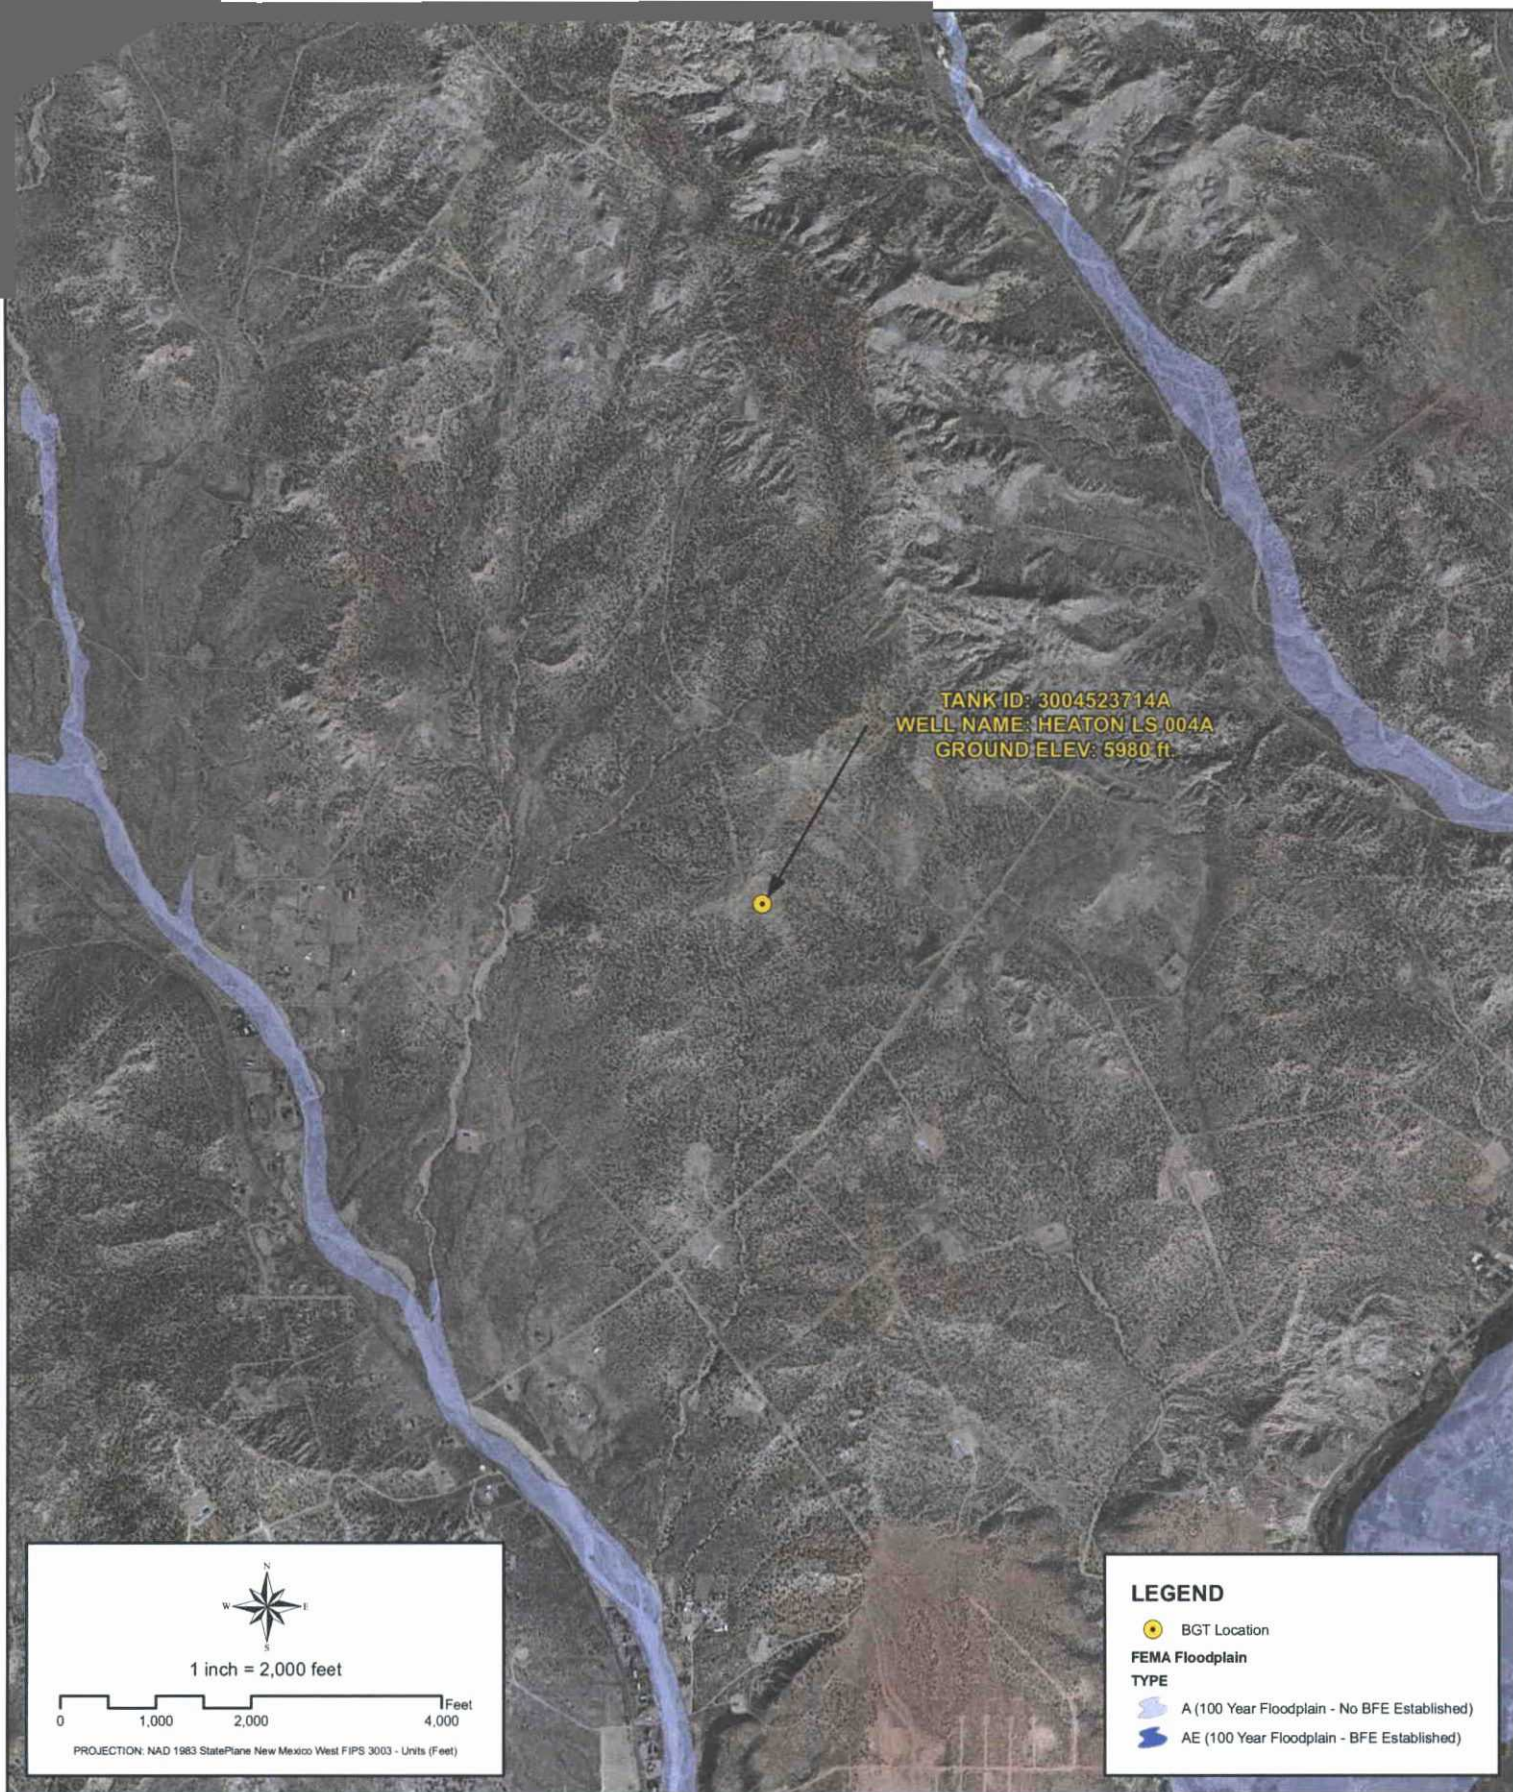 TANK ID: 3004523714A
WELL NAME: HEATON LS 004A
GROUND ELEV: 5980 ft.
N
W E
S
1 inch = 2,000 feet
Feet
0 1,000 2,000 4,000
PROJECTION: NAD 1983 StatePlane New Mexico West FIPS 3003 - Units (Feet)
LEGEND
BGT Location
FEMA Floodplain
TYPE
A (100 Year Floodplain - No BFE Established)
AE (100 Year Floodplain - BFE Established)